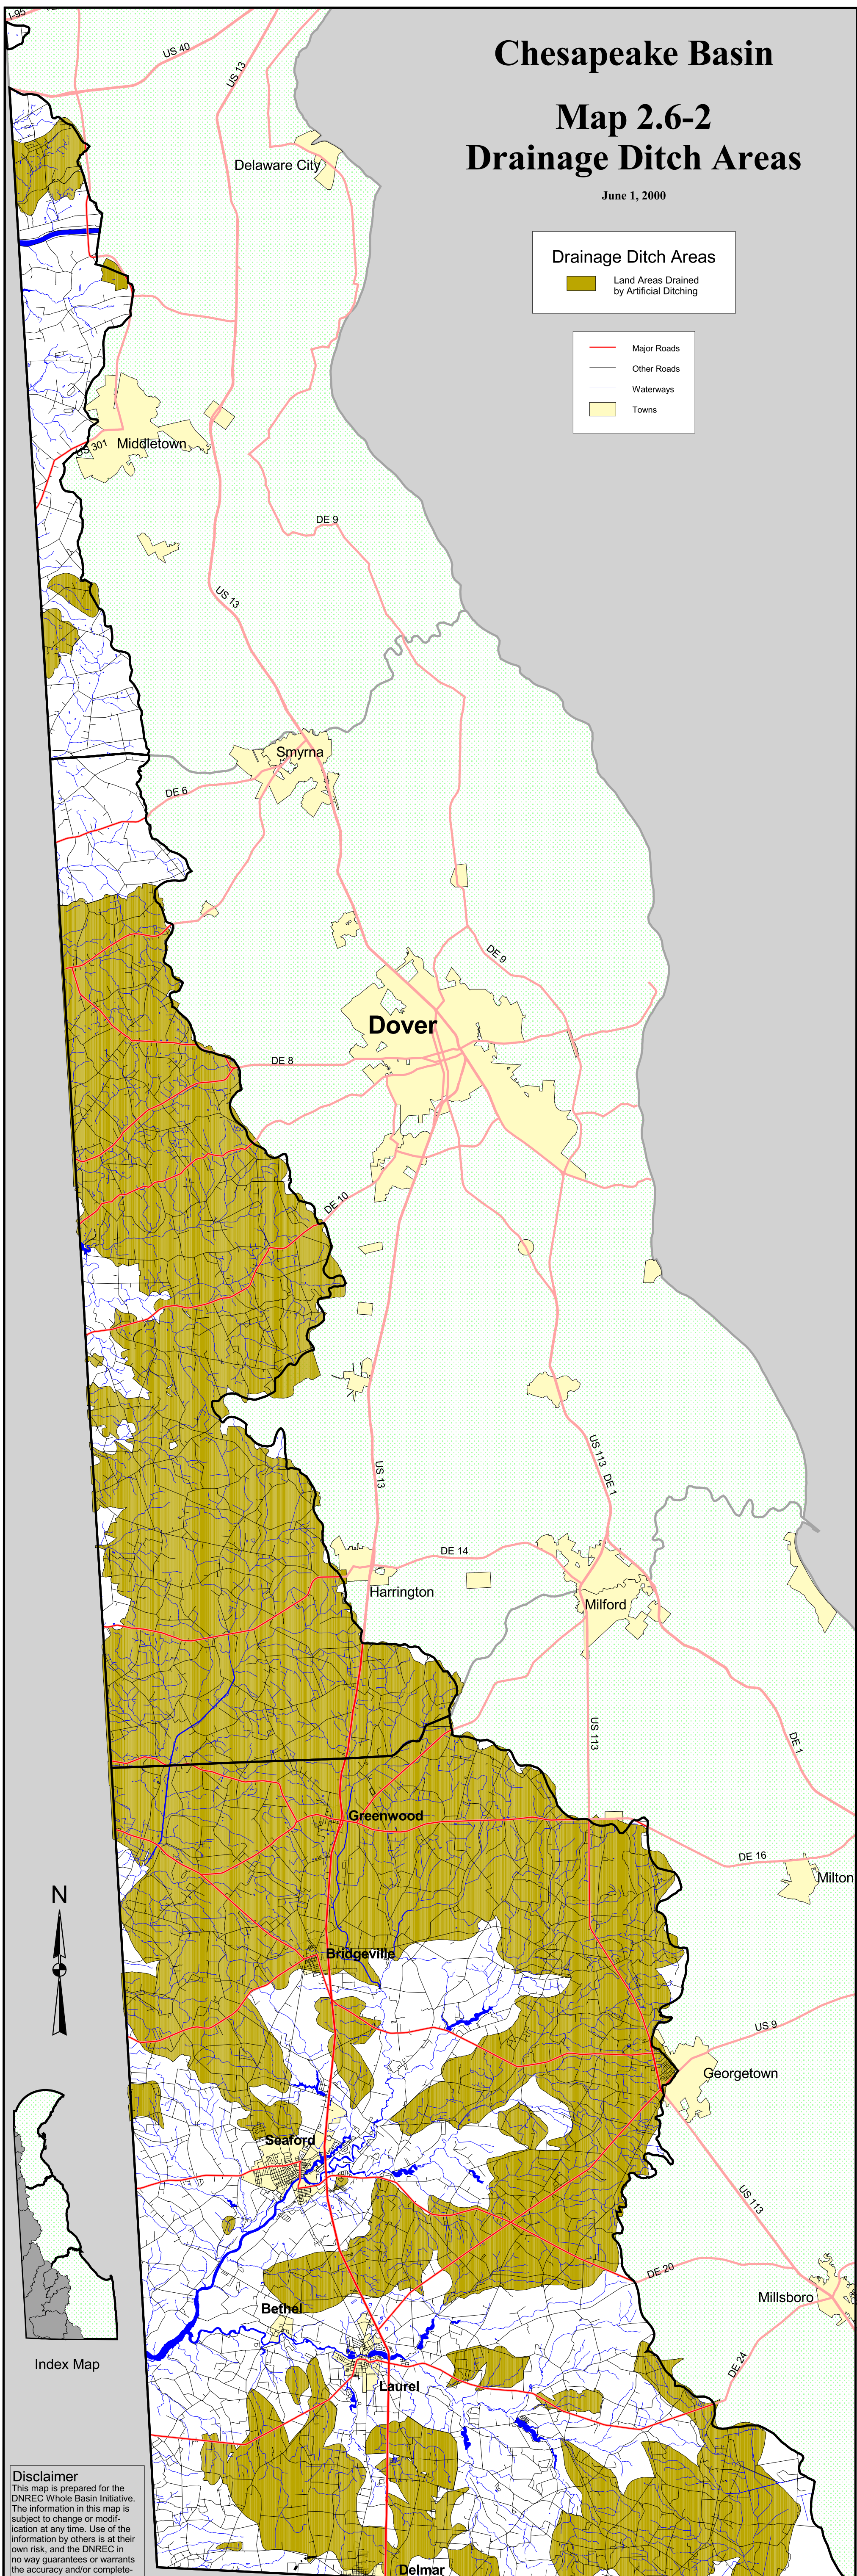 Chesapeake Basin
Map 2.6-2
Drainage Ditch Areas
June 1, 2000
Drainage Ditch Areas
Land Areas Drained
by Artificial Ditching
Major Roads
Other Roads
Waterways
Towns
I-95
US 40
US 13
Delaware City
US 301
Middletown
DE 9
US 13
Smyrna
DE 6
DE 9
Dover
DE 8
DE 10
US 13
US 113
DE 1
DE 14
Harrington
Milford
US 113
DE 1
Greenwood
DE 16
Milton
N
Bridgeville
US 9
Georgetown
Seaford
US 113
DE 20
Millsboro
Bethel
Index Map
DE 24
Laurel
Disclaimer
This map is prepared for the
DNREC Whole Basin Initiative.
The information in this map is
subject to change or modif-
ication at any time. Use of the
information by others is at their
own risk, and the DNREC in
no way guarantees or warrants
the accuracy and/or complete-
Delmar